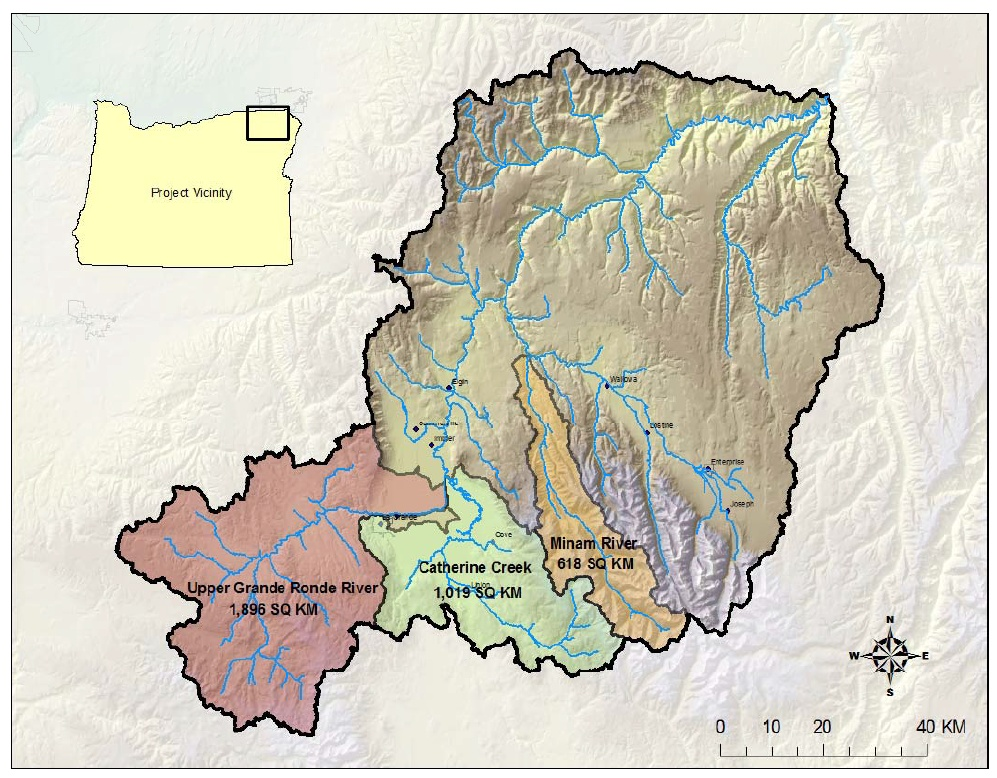 Project Vicinity
Elgin
Imbler
Wallowa
Lostine
Enterprise
Joseph
Cove
Union
Minam River
618 SQ KM
Catherine Creek
1,019 SQ KM
Upper Grande Ronde River
1,896 SQ KM
N
W E
S
0 10 20 40 KM